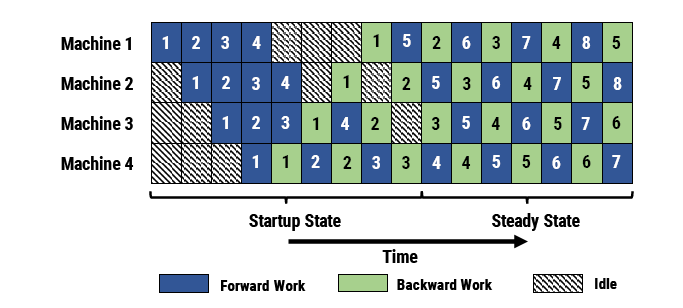 Machine 1 1 2 3 4 1 5 2 6 3 7 4 8 5
Machine 2 1 2 3 4 1 2 5 3 6 4 7 5 8
Machine 3 1 2 3 1 4 2 3 5 4 6 5 7 6
Machine 4 1 1 2 2 3 3 4 4 5 5 6 6 7
Startup State Steady State
Time
Forward Work Backward Work Idle